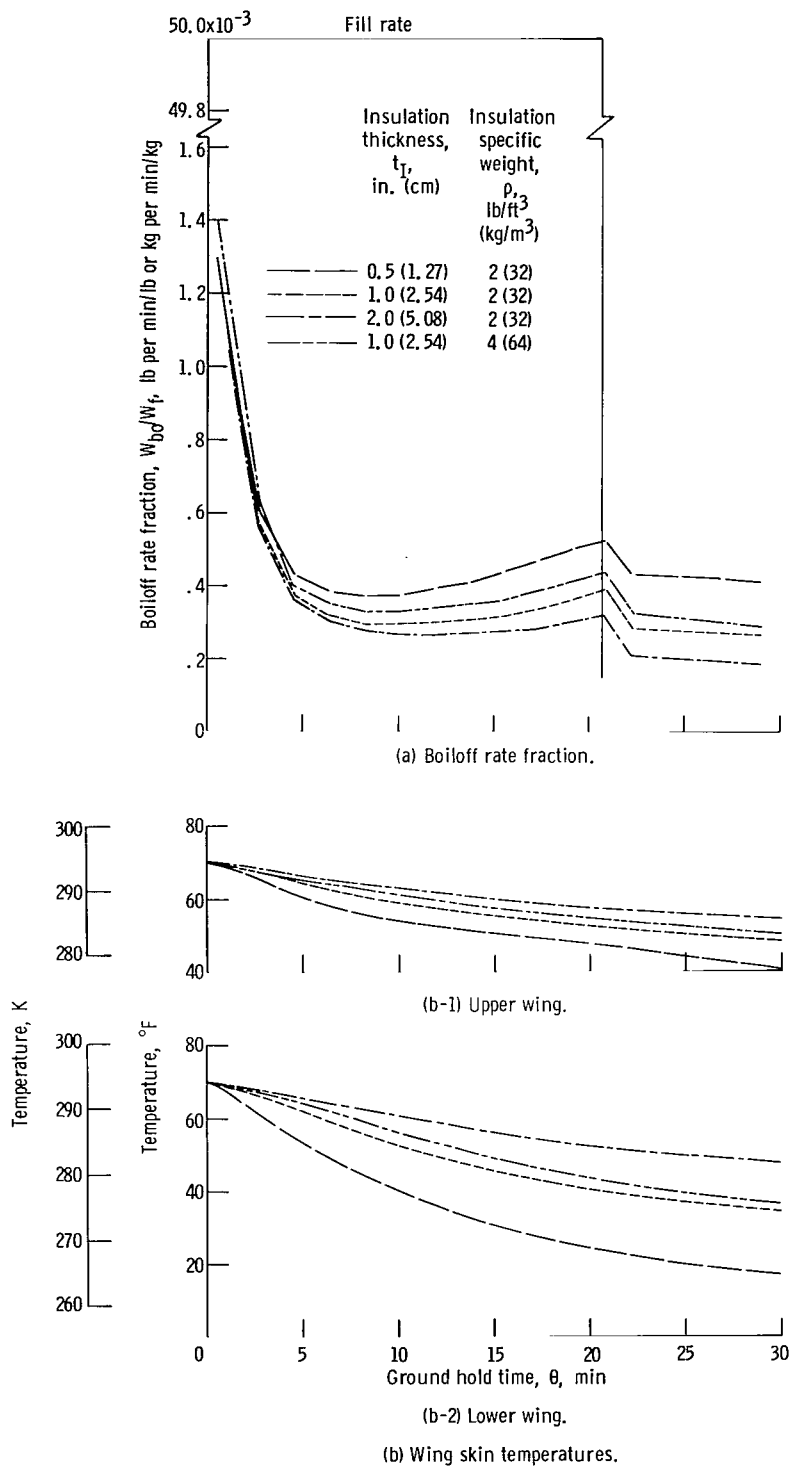 50.0x10⁻³
Fill rate
49.8
1.6
1.4
1.2
1.0
.8
.6
.4
.2
0
Boiloff rate fraction, W_bo/W_f, lb per min/lb or kg per min/kg
Insulation thickness, t_I, in. (cm)
Insulation specific weight, ρ, lb/ft³ (kg/m³)
0.5 (1.27) 2 (32)
1.0 (2.54) 2 (32)
2.0 (5.08) 2 (32)
1.0 (2.54) 4 (64)
(a) Boiloff rate fraction.
300
290
280
80
60
40
(b-1) Upper wing.
Temperature, K
300
290
280
270
260
Temperature, °F
80
60
40
20
0 5 10 15 20 25 30
Ground hold time, θ, min
(b-2) Lower wing.
(b) Wing skin temperatures.